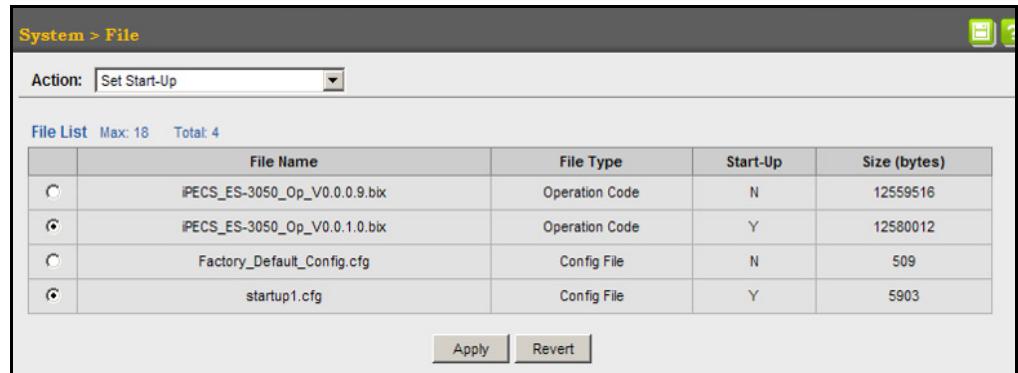 System > File
Action: Set Start-Up
File List Max: 18 Total: 4
File Name File Type Start-Up Size (bytes)
iPECS_ES-3050_Op_V0.0.0.9.bix Operation Code N 12559516
iPECS_ES-3050_Op_V0.0.1.0.bix Operation Code Y 12580012
Factory_Default_Config.cfg Config File N 509
startup1.cfg Config File Y 5903
Apply Revert